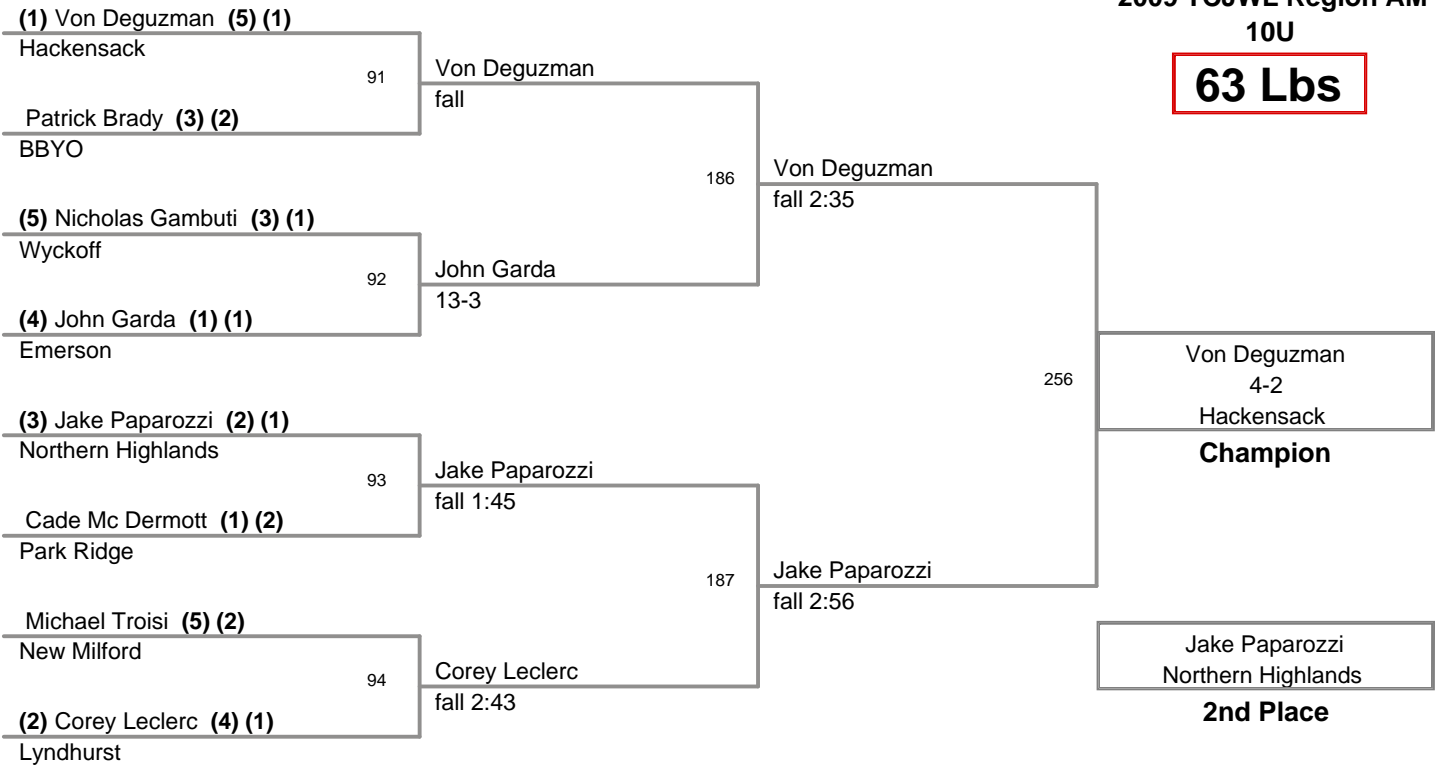 2009 TCJWL Region AM
10U
63 Lbs
(1) Von Deguzman (5) (1)
Hackensack
91
Von Deguzman
fall
Patrick Brady (3) (2)
BBYO
186
Von Deguzman
fall 2:35
(5) Nicholas Gambuti (3) (1)
Wyckoff
92
John Garda
13-3
(4) John Garda (1) (1)
Emerson
256
Von Deguzman
4-2
Hackensack
Champion
(3) Jake Paparozzi (2) (1)
Northern Highlands
93
Jake Paparozzi
fall 1:45
Cade Mc Dermott (1) (2)
Park Ridge
187
Jake Paparozzi
fall 2:56
Michael Troisi (5) (2)
New Milford
94
Corey Leclerc
fall 2:43
(2) Corey Leclerc (4) (1)
Lyndhurst
Jake Paparozzi
Northern Highlands
2nd Place